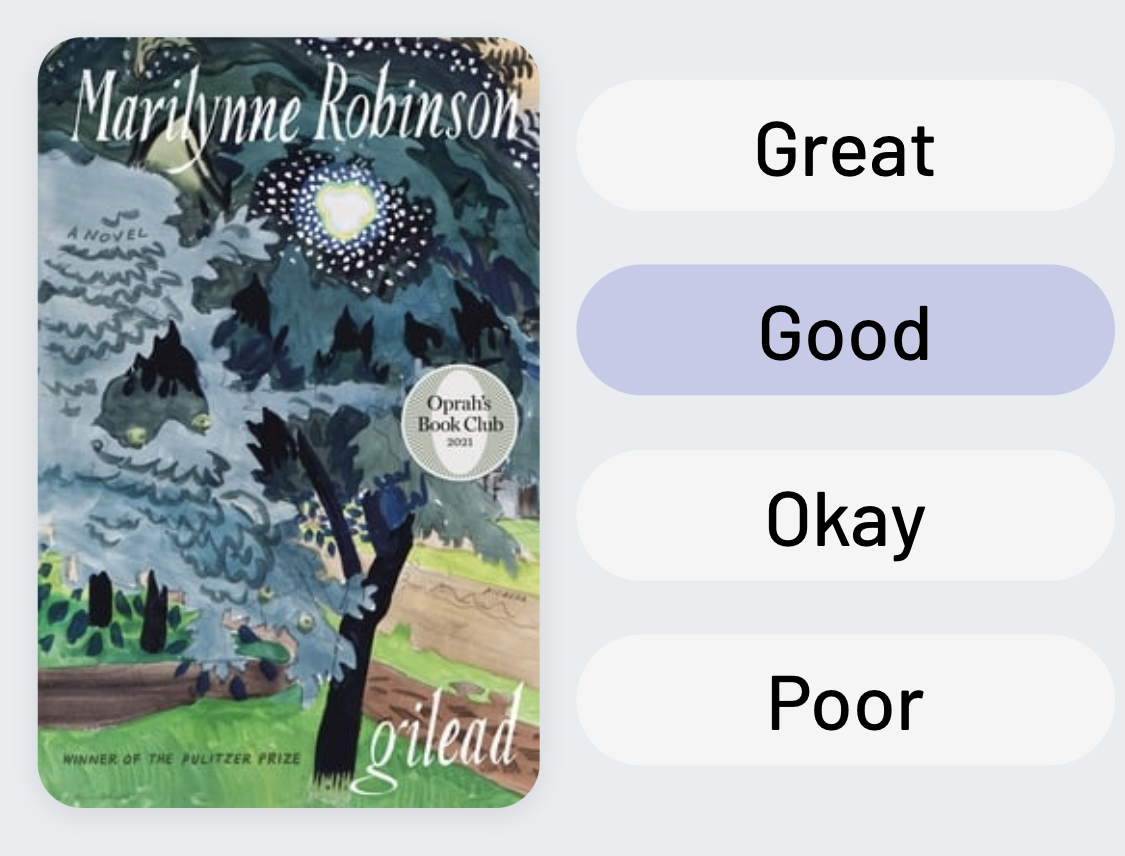 Marilynne Robinson
A NOVEL
Oprah's
Book Club
2021
gilead
WINNER OF THE PULITZER PRIZE
Great
Good
Okay
Poor